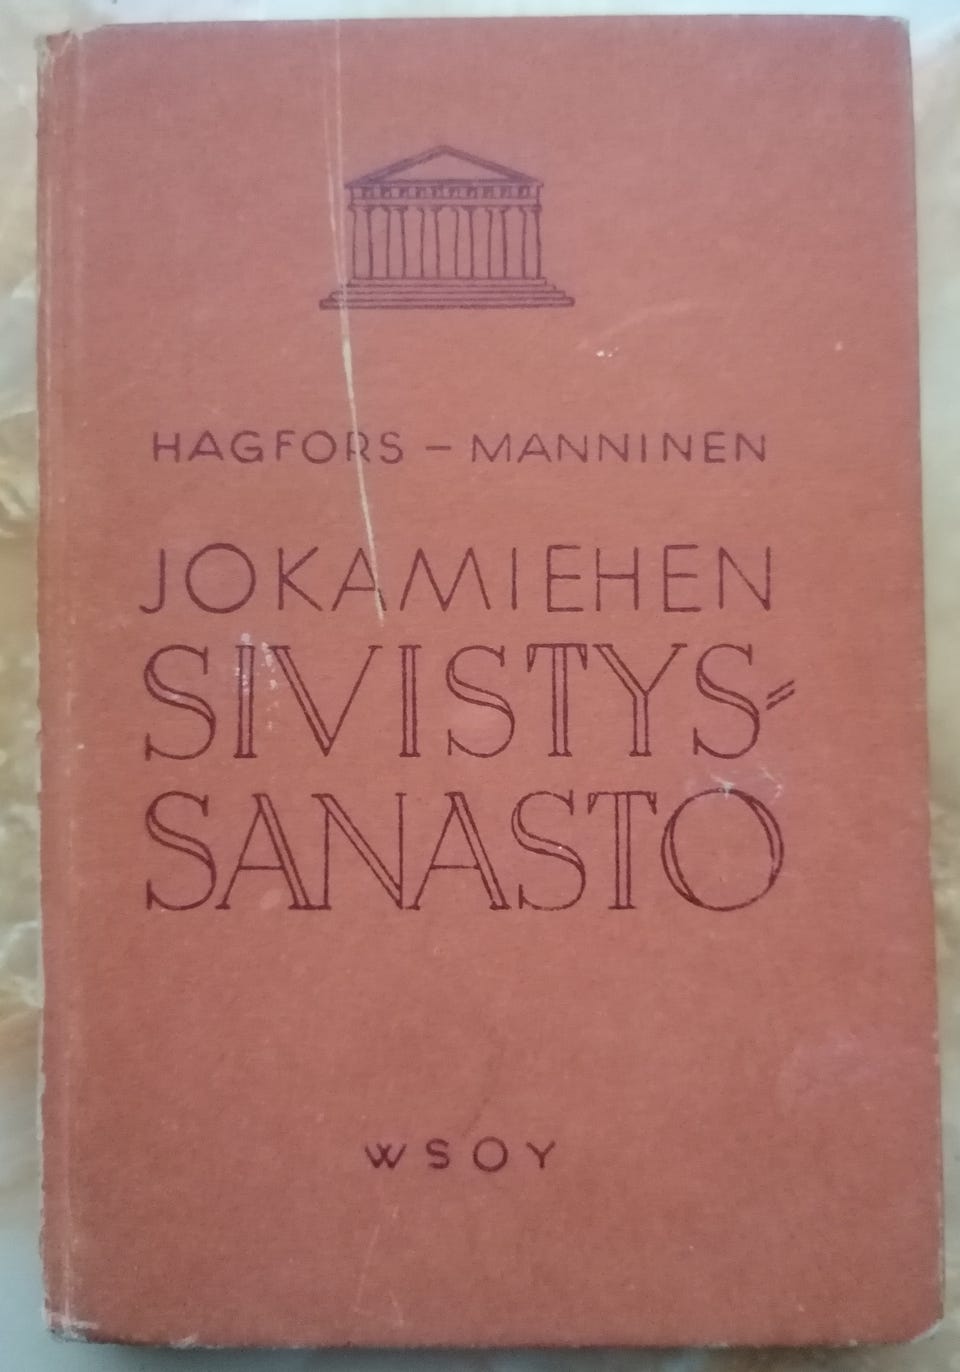 HAGFORS – MANNINEN
JOKAMIEHEN
SIVISTYS-
SANASTO
WSOY